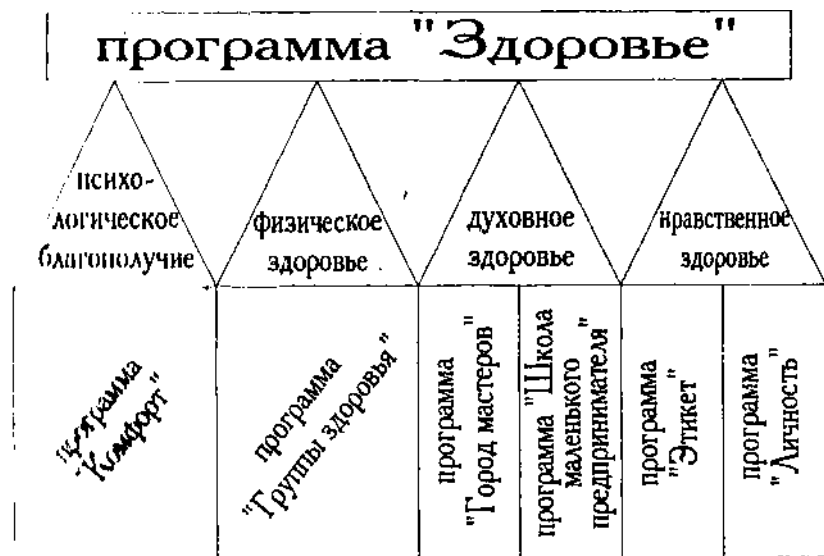 программа "Здоровье"
психо-
логическое
благополучие
физическое
здоровье
духовное
здоровье
нравственное
здоровье
программа
"Комфорт"
программа
"Группы здоровья"
программа
"Город мастеров"
программа "Школа
маленького
предпринимателя"
программа
"Этикет"
программа
"Личность"